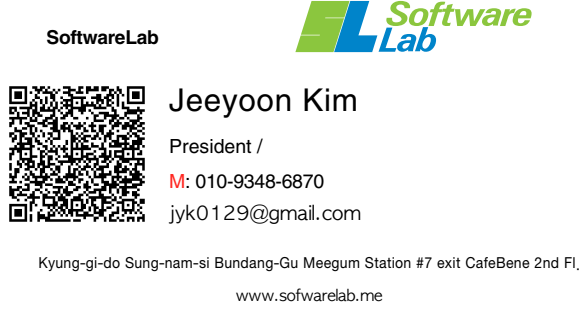 SoftwareLab
Software
SL Lab
Jeeyoon Kim
President /
M: 010-9348-6870
jyk0129@gmail.com
Kyung-gi-do Sung-nam-si Bundang-Gu Meegum Station #7 exit CafeBene 2nd Fl.
www.sofwarelab.me